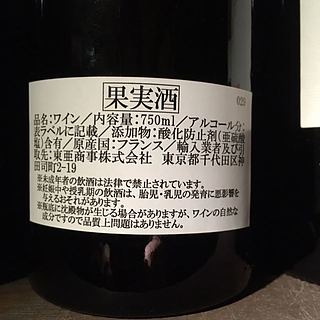 果実酒
025
品名:ワイン/内容量:750ml/アルコール分:
表ラベルに記載/添加物:酸化防止剤(亜硫酸
塩)含有/原産国:フランス/輸入業者及び引
取先:東亜商事株式会社 東京都千代田区神
田司町2-19
※未成年者の飲酒は法律で禁止されています。
※妊娠中や授乳期の飲酒は、胎児・乳児の発育に悪影響を
与えるおそれがあります。
※瓶底に沈殿物が生じる場合がありますが、ワインの自然な
成分ですので品質上問題はありません。